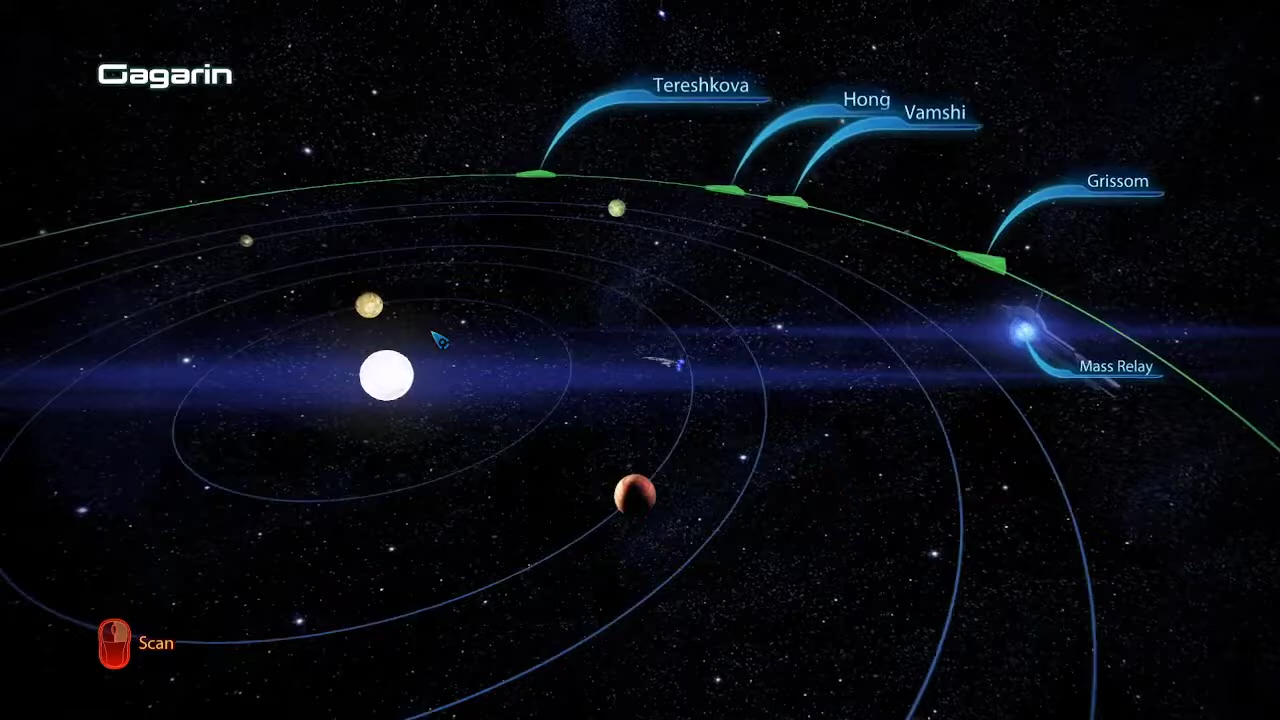 Gagarin
Tereshkova
Hong
Vamshi
Grissom
Mass Relay
Scan